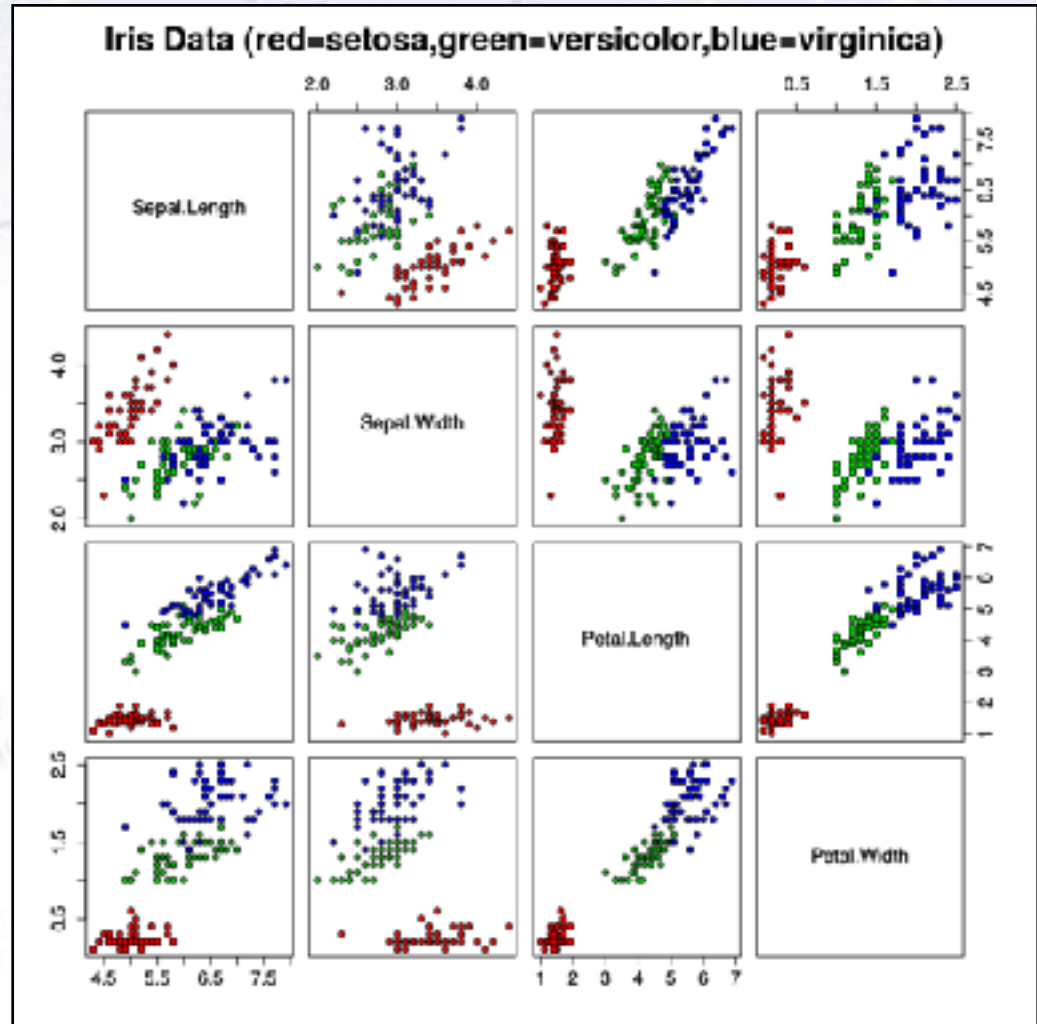 Iris Data (red=setosa,green=versicolor,blue=virginica)
2.0 3.0 4.0
0.5 1.5 2.5
Sepal.Length
4.5 5.5 6.5 7.5
2.0 3.0 4.0
Sepal.Width
Petal.Length
1 2 3 4 5 6 7
0.5 1.5 2.5
Petal.Width
4.5 5.5 6.5 7.5
1 2 3 4 5 6 7